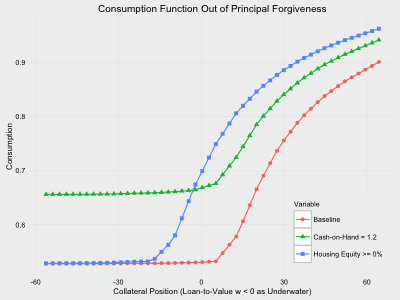 Consumption Function Out of Principal Forgiveness
Consumption
0.9
0.8
0.7
0.6
Variable
Baseline
Cash-on-Hand = 1.2
Housing Equity >= 0%
-60
-30
0
30
60
Collateral Position (Loan-to-Value w < 0 as Underwater)